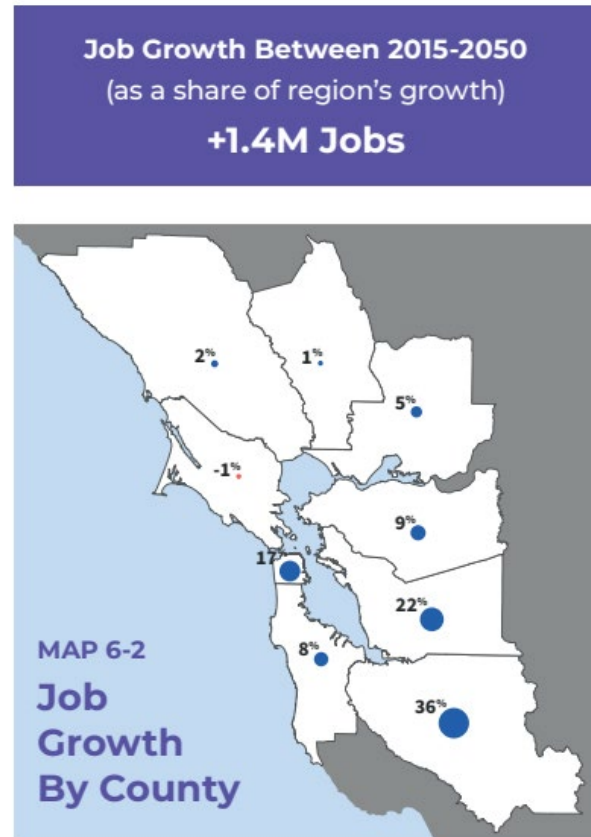 Job Growth Between 2015-2050
(as a share of region's growth)
+1.4M Jobs
2%
1%
5%
-1%
9%
17%
22%
8%
36%
MAP 6-2
Job
Growth
By County